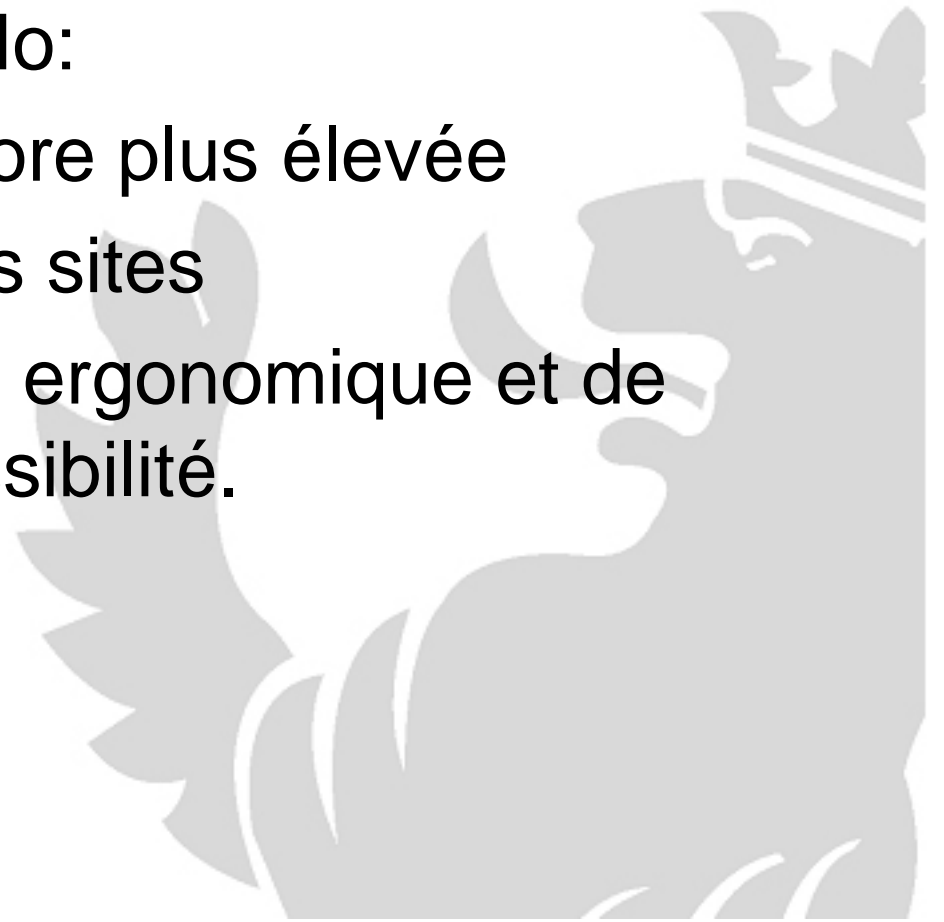 lo:
ore plus élevée
s sites
ergonomique et de
sibilité.